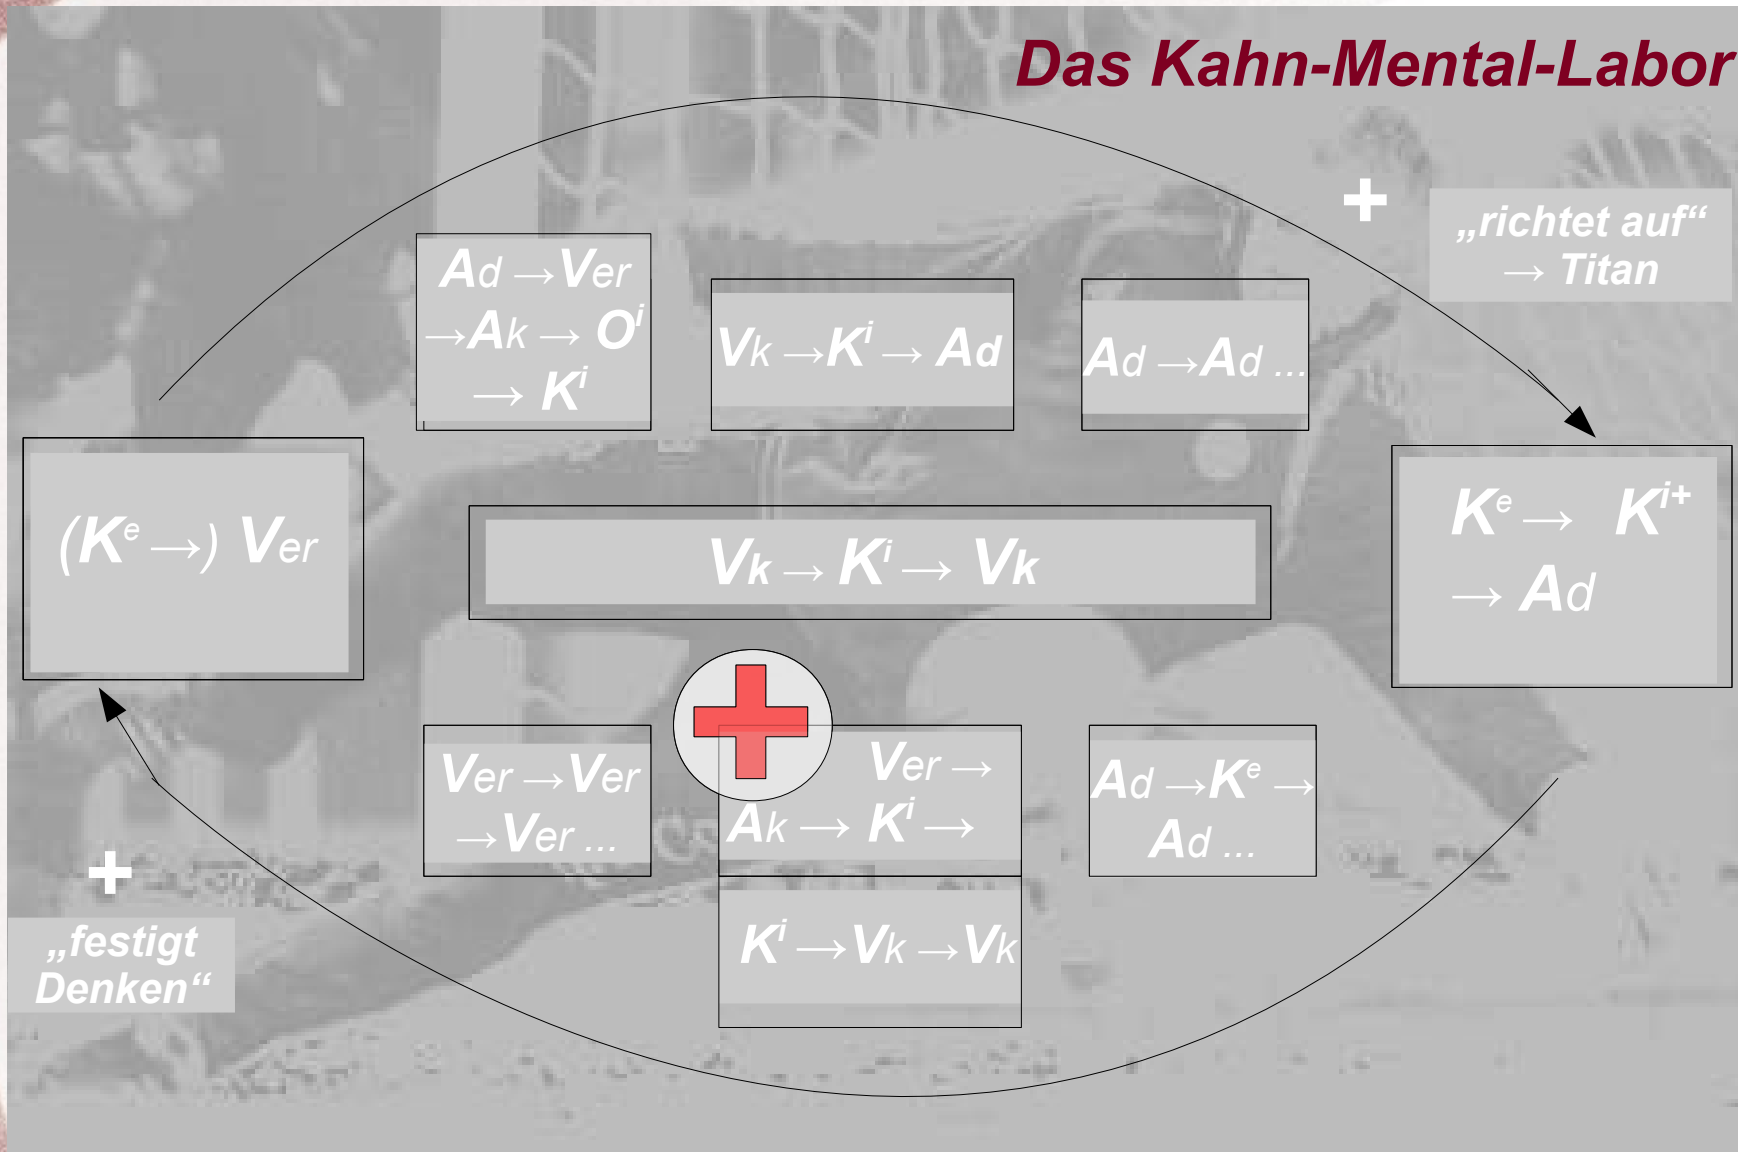 Das Kahn-Mental-Labor
+
„richtet auf“
→ Titan
Ad → Ver
→Ak → Oⁱ
→ Kⁱ
Vk →Kⁱ → Ad
Ad →Ad ...
(Kᵉ →) Ver
Vk → Kⁱ → Vk
Kᵉ → Kⁱ⁺
→ Ad
Ver →Ver
→Ver ...
Ver →
Ak → Kⁱ →
Kⁱ →Vk →Vk
Ad →Kᵉ →
Ad ...
+
„festigt
Denken“